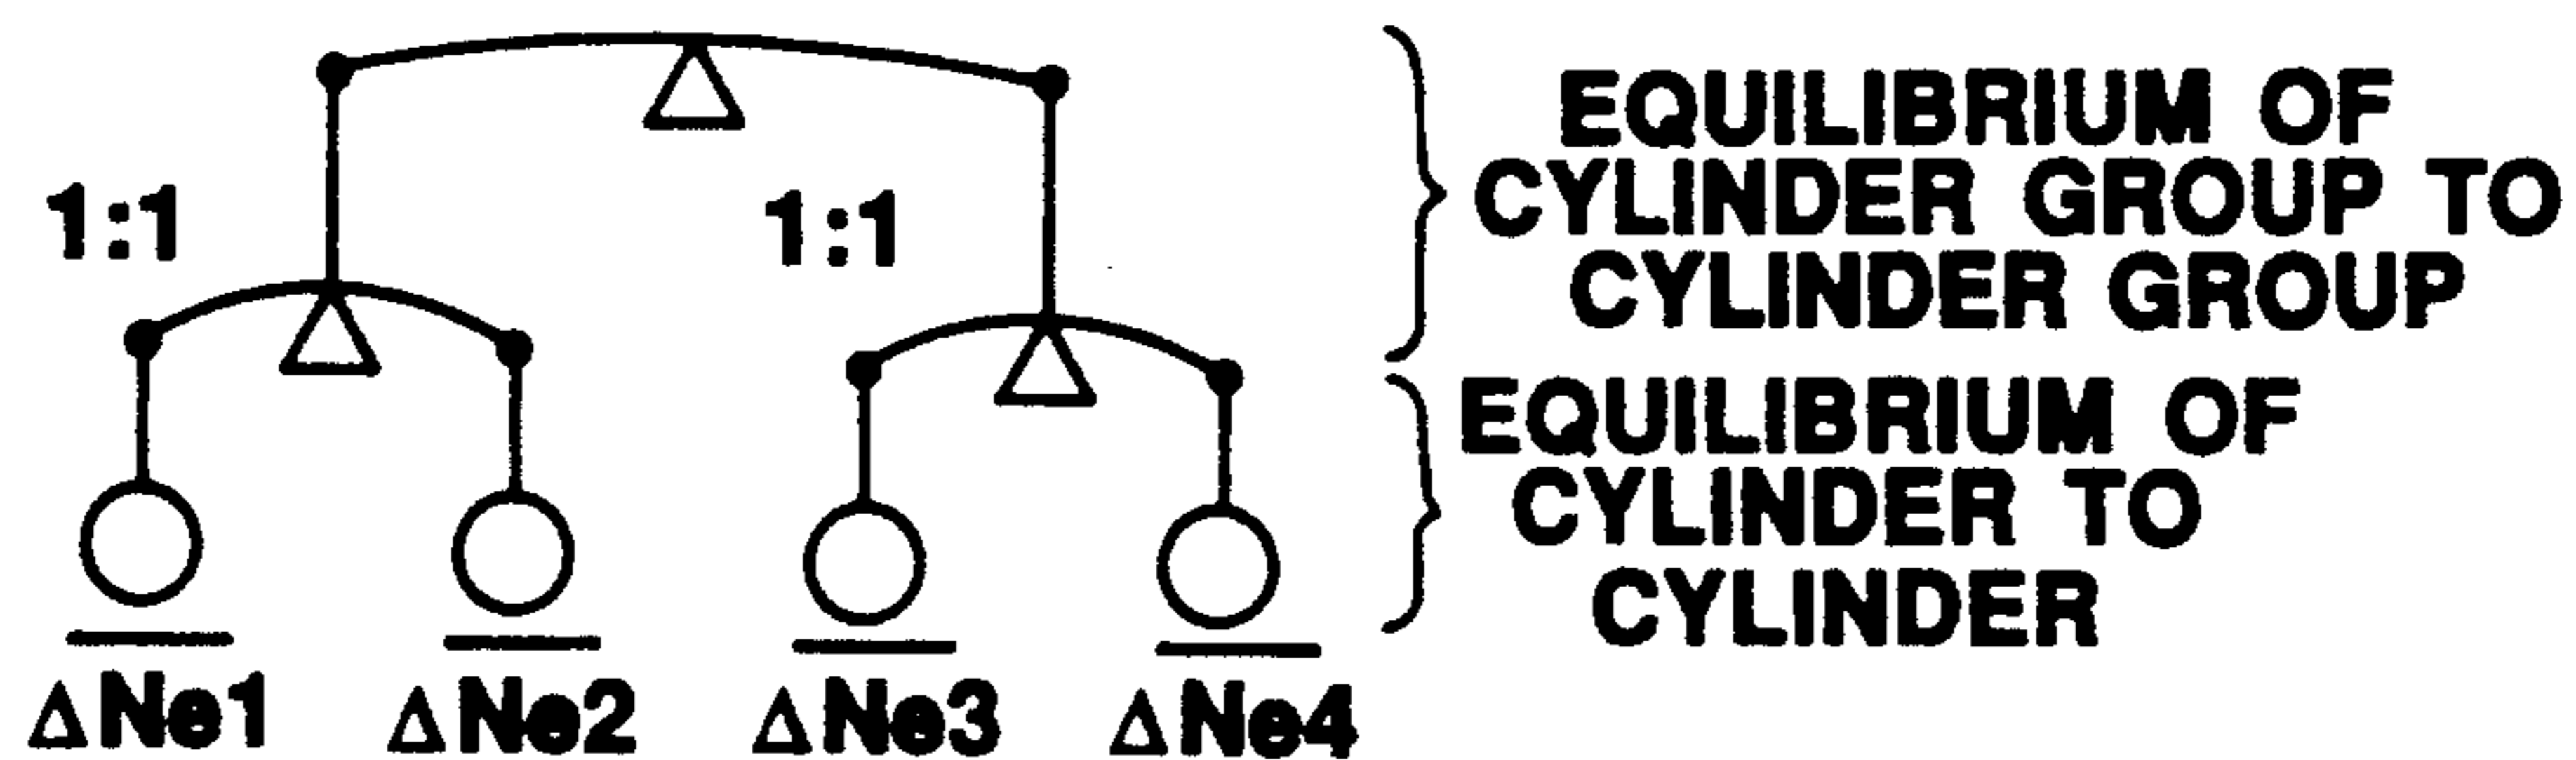 EQUILIBRIUM OF
CYLINDER GROUP TO
CYLINDER GROUP
1:1
1:1
EQUILIBRIUM OF
CYLINDER TO
CYLINDER
ΔNe1
ΔNe2
ΔNe3
ΔNe4